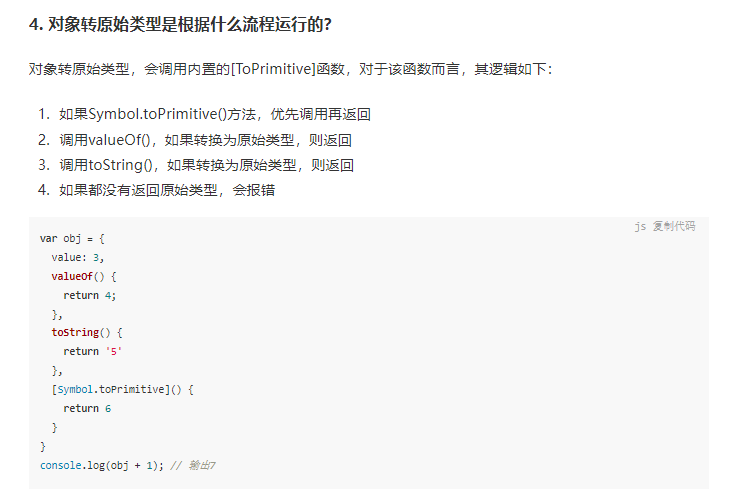 4. 对象转原始类型是根据什么流程运行的？
对象转原始类型，会调用内置的[ToPrimitive]函数，对于该函数而言，其逻辑如下：
1. 如果Symbol.toPrimitive()方法，优先调用再返回
2. 调用valueOf()，如果转换为原始类型，则返回
3. 调用toString()，如果转换为原始类型，则返回
4. 如果都没有返回原始类型，会报错
js 复制代码
var obj = {
  value: 3,
  valueOf() {
    return 4;
  },
  toString() {
    return '5'
  },
  [Symbol.toPrimitive]() {
    return 6
  }
}
console.log(obj + 1); // 输出7